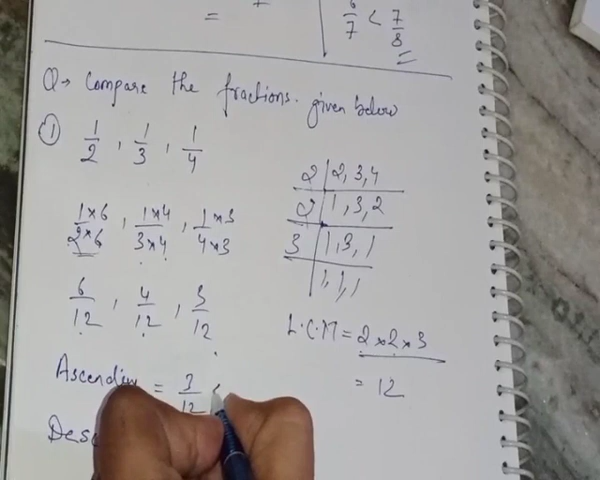 =
6/7 < 7/8
Q→ Compare the fractions. given below
① 1/2 , 1/3 , 1/4
1×6/2×6 , 1×4/3×4 , 1×3/4×3
6/12 , 4/12 , 3/12
2 | 2, 3, 4
2 | 1, 3, 2
3 | 1, 3, 1
1, 1, 1
L.C.M = 2×2×3
= 12
Ascending = 3/12 <
Desc